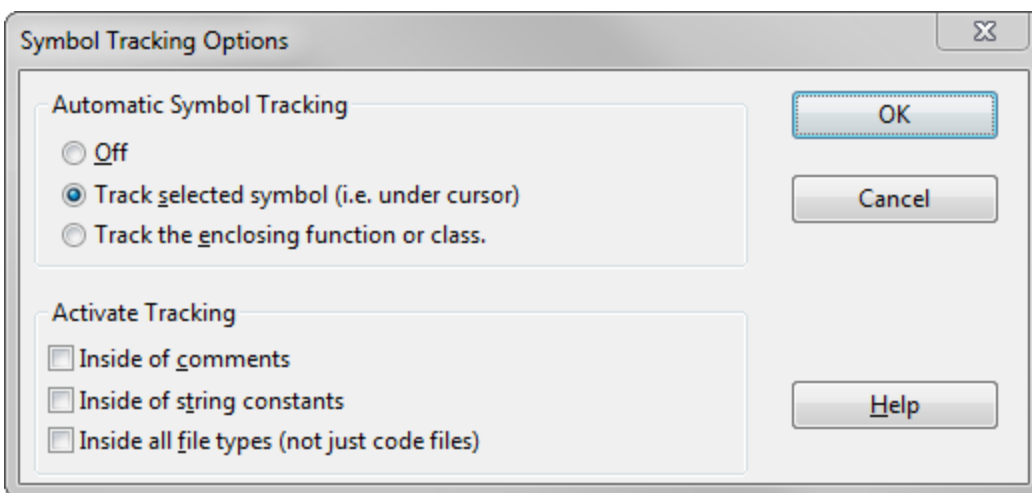 Symbol Tracking Options
Automatic Symbol Tracking
OK
Off
Track selected symbol (i.e. under cursor)
Cancel
Track the enclosing function or class.
Activate Tracking
Inside of comments
Inside of string constants
Help
Inside all file types (not just code files)